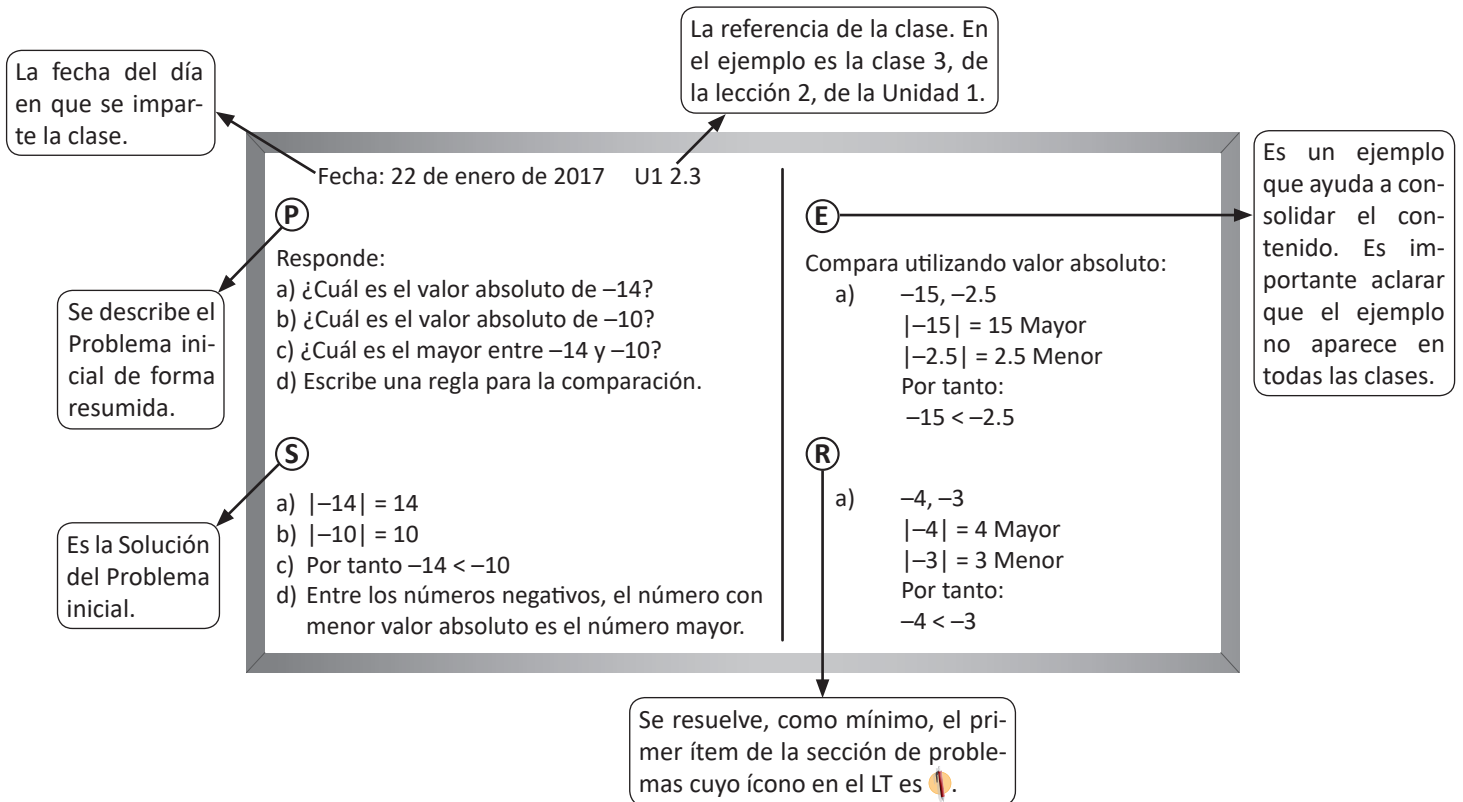 La referencia de la clase. En
el ejemplo es la clase 3, de
la lección 2, de la Unidad 1.
La fecha del día
en que se impar-
te la clase.
Fecha: 22 de enero de 2017 U1 2.3
P
Responde:
a) ¿Cuál es el valor absoluto de –14?
b) ¿Cuál es el valor absoluto de –10?
c) ¿Cuál es el mayor entre –14 y –10?
d) Escribe una regla para la comparación.
Se describe el
Problema ini-
cial de forma
resumida.
S
a) |–14| = 14
b) |–10| = 10
c) Por tanto –14 < –10
d) Entre los números negativos, el número con
menor valor absoluto es el número mayor.
Es la Solución
del Problema
inicial.
E
Compara utilizando valor absoluto:
a) –15, –2.5
|–15| = 15 Mayor
|–2.5| = 2.5 Menor
Por tanto:
–15 < –2.5
Es un ejemplo
que ayuda a con-
solidar el con-
tenido. Es im-
portante aclarar
que el ejemplo
no aparece en
todas las clases.
R
a) –4, –3
|–4| = 4 Mayor
|–3| = 3 Menor
Por tanto:
–4 < –3
Se resuelve, como mínimo, el pri-
mer ítem de la sección de proble-
mas cuyo ícono en el LT es .